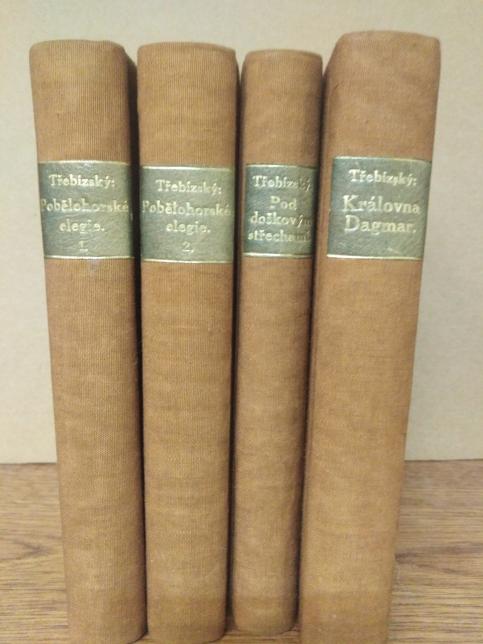 Třebízský:
Pobělohorské
elegie.
1.
Třebízský:
Pobělohorské
elegie.
2.
Třebízský:
Pod
doškovými
střechami.
Třebízský:
Královna
Dagmar.